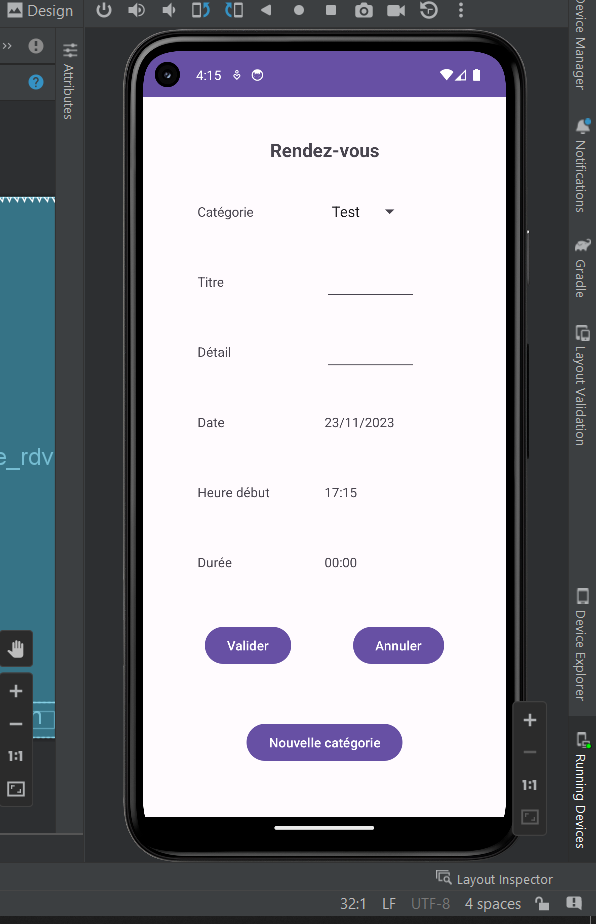 Design
Attributes
4:15
Rendez-vous
Catégorie
Test
Titre
Détail
Date
23/11/2023
Heure début
17:15
Durée
00:00
Valider
Annuler
Nouvelle catégorie
e_rdv
1:1
1:1
Device Manager
Notifications
Gradle
Layout Validation
Device Explorer
Running Devices
Layout Inspector
32:1 LF UTF-8 4 spaces